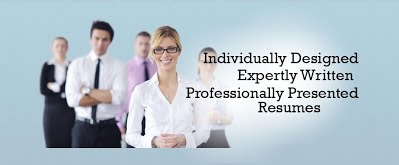 Individually Designed
Expertly Written
Professionally Presented
Resumes